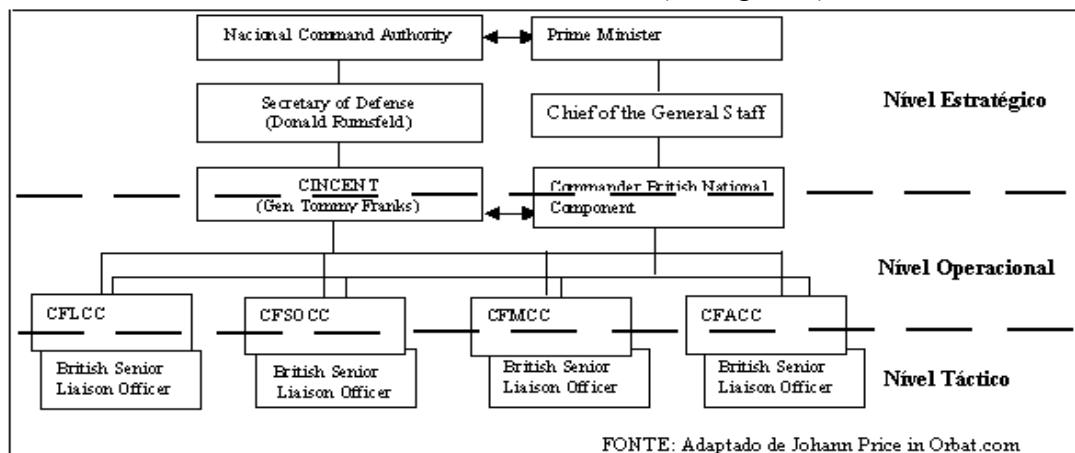 Nacional Command Authority
Prime Minister
Secretary of Defense
(Donald Rumsfeld)
Chief of the General Staff
Nível Estratégico
CINCENT
(Gen Tommy Franks)
Commander British National
Component
Nível Operacional
CFLCC
CFSOCC
CFMCC
CFACC
British Senior
Liaison Officer
British Senior
Liaison Officer
British Senior
Liaison Officer
British Senior
Liaison Officer
Nível Táctico
FONTE: Adaptado de Johann Price in Orbat.com